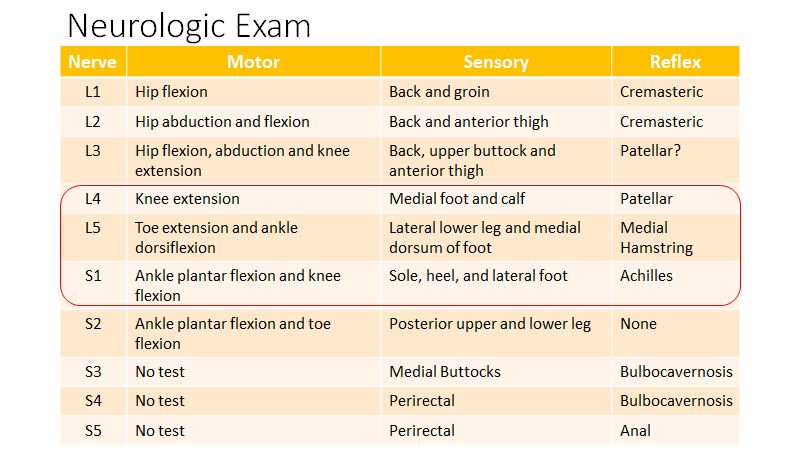 Neurologic Exam
Nerve Motor Sensory Reflex
L1 Hip flexion Back and groin Cremasteric
L2 Hip abduction and flexion Back and anterior thigh Cremasteric
L3 Hip flexion, abduction and knee Back, upper buttock and Patellar?
extension anterior thigh
L4 Knee extension Medial foot and calf Patellar
L5 Toe extension and ankle Lateral lower leg and medial Medial
dorsiflexion dorsum of foot Hamstring
S1 Ankle plantar flexion and knee Sole, heel, and lateral foot Achilles
flexion
S2 Ankle plantar flexion and toe Posterior upper and lower leg None
flexion
S3 No test Medial Buttocks Bulbocavernosis
S4 No test Perirectal Bulbocavernosis
S5 No test Perirectal Anal